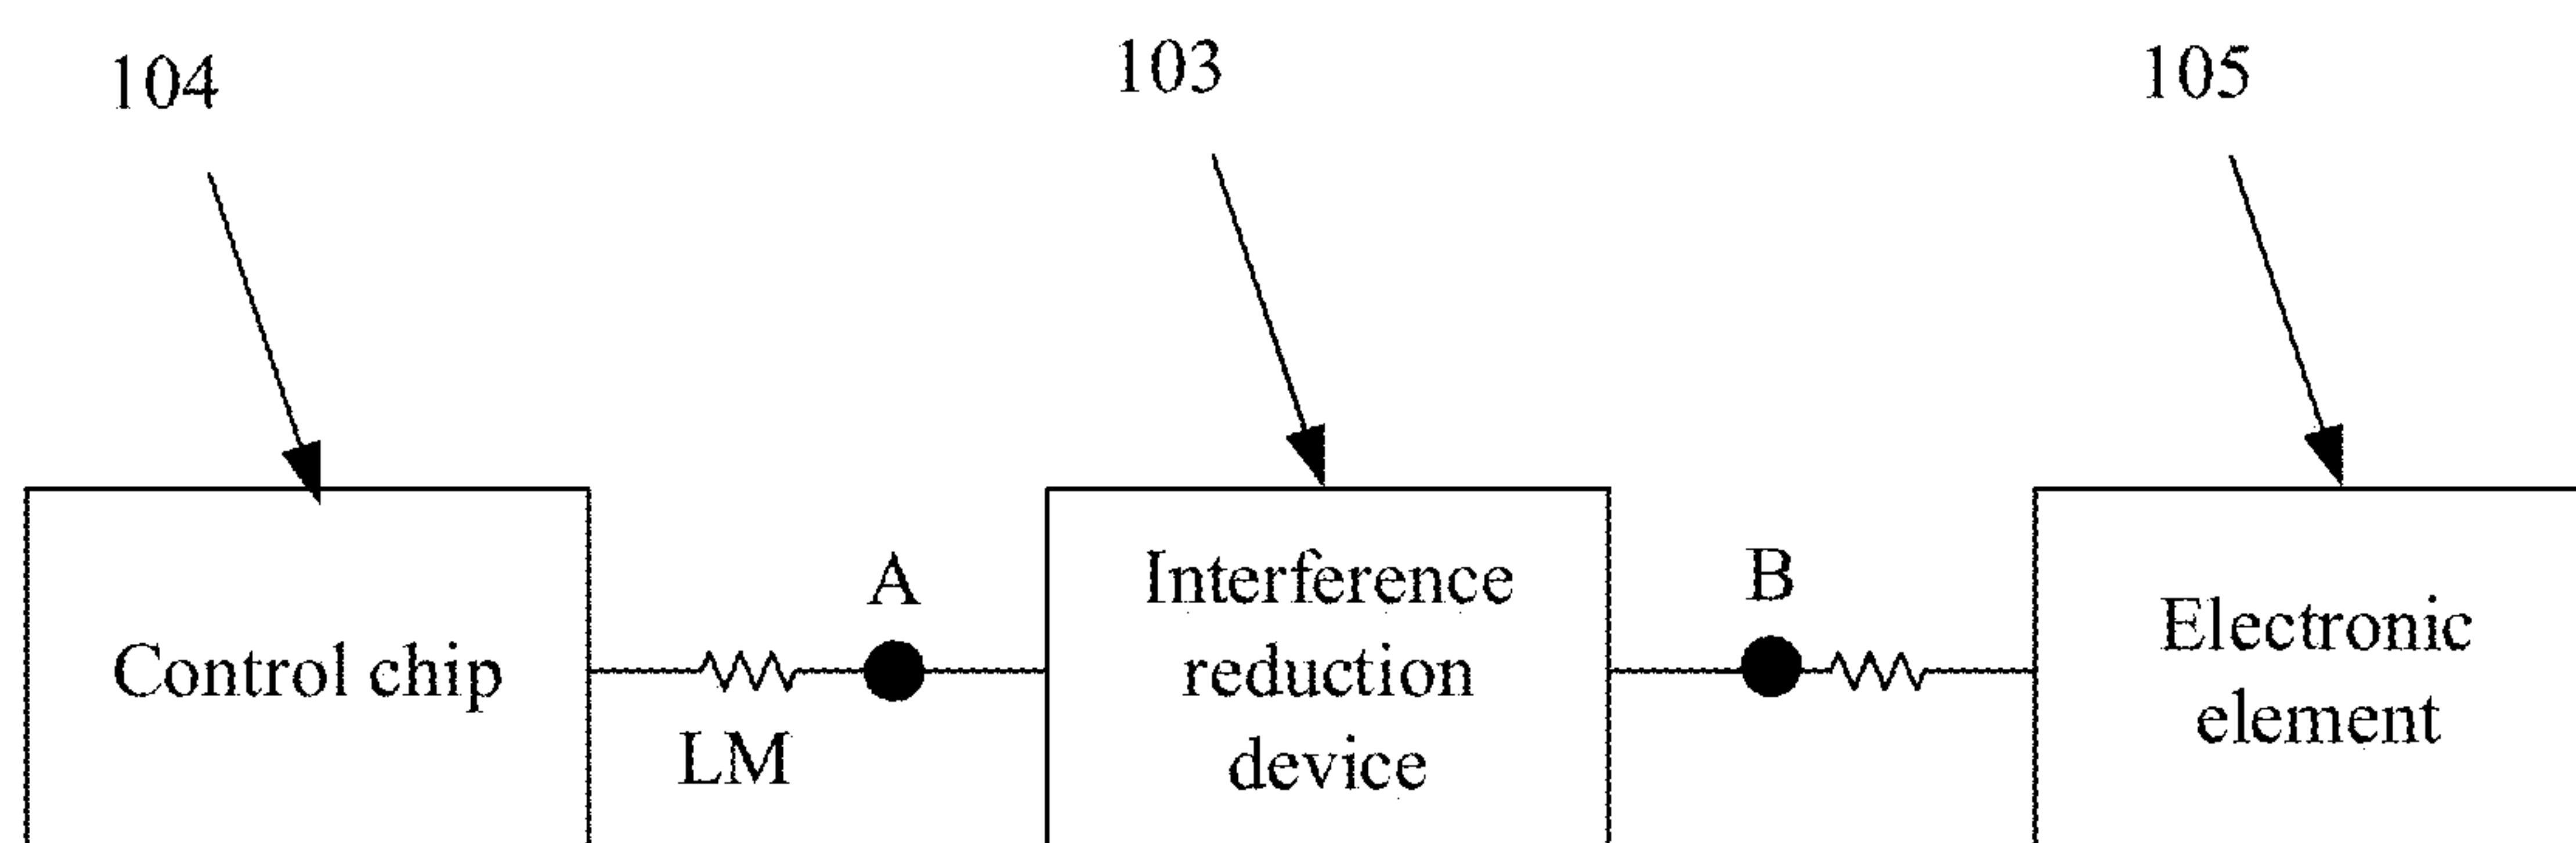 104
103
105
Control chip
LM
A
Interference
reduction
device
B
Electronic
element